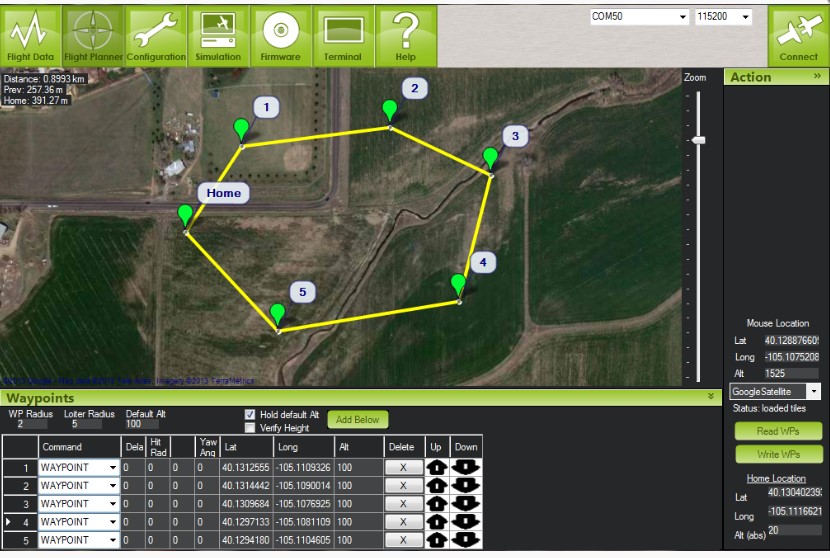 COM50 115200
Flight Data Flight Planner Configuration Simulation Firmware Terminal Help Connect
Distance: 0.8993 km
Prev: 257.36 m
Home: 391.27 m
Zoom
Action »
1
2
3
Home
4
5
Mouse Location
Lat 40.12887660
Long -105.1075208
Alt 1525
GoogleSatellite
Status: loaded tiles
Read WPs
Write WPs
Home Location
Lat 40.13040239
Long -105.1116621
Alt (abs) 20
Waypoints
WP Radius Loiter Radius Default Alt
2 5 100
Hold default Alt
Verify Height
Add Below
Command Dela Hit Rad Yaw Ang Lat Long Alt Delete Up Down
1 WAYPOINT 0 0 0 0 40.1312555 -105.1109326 100 X
2 WAYPOINT 0 0 0 0 40.1314442 -105.1090014 100 X
3 WAYPOINT 0 0 0 0 40.1309684 -105.1076925 100 X
4 WAYPOINT 0 0 0 0 40.1297133 -105.1081109 100 X
5 WAYPOINT 0 0 0 0 40.1294180 -105.1104605 100 X